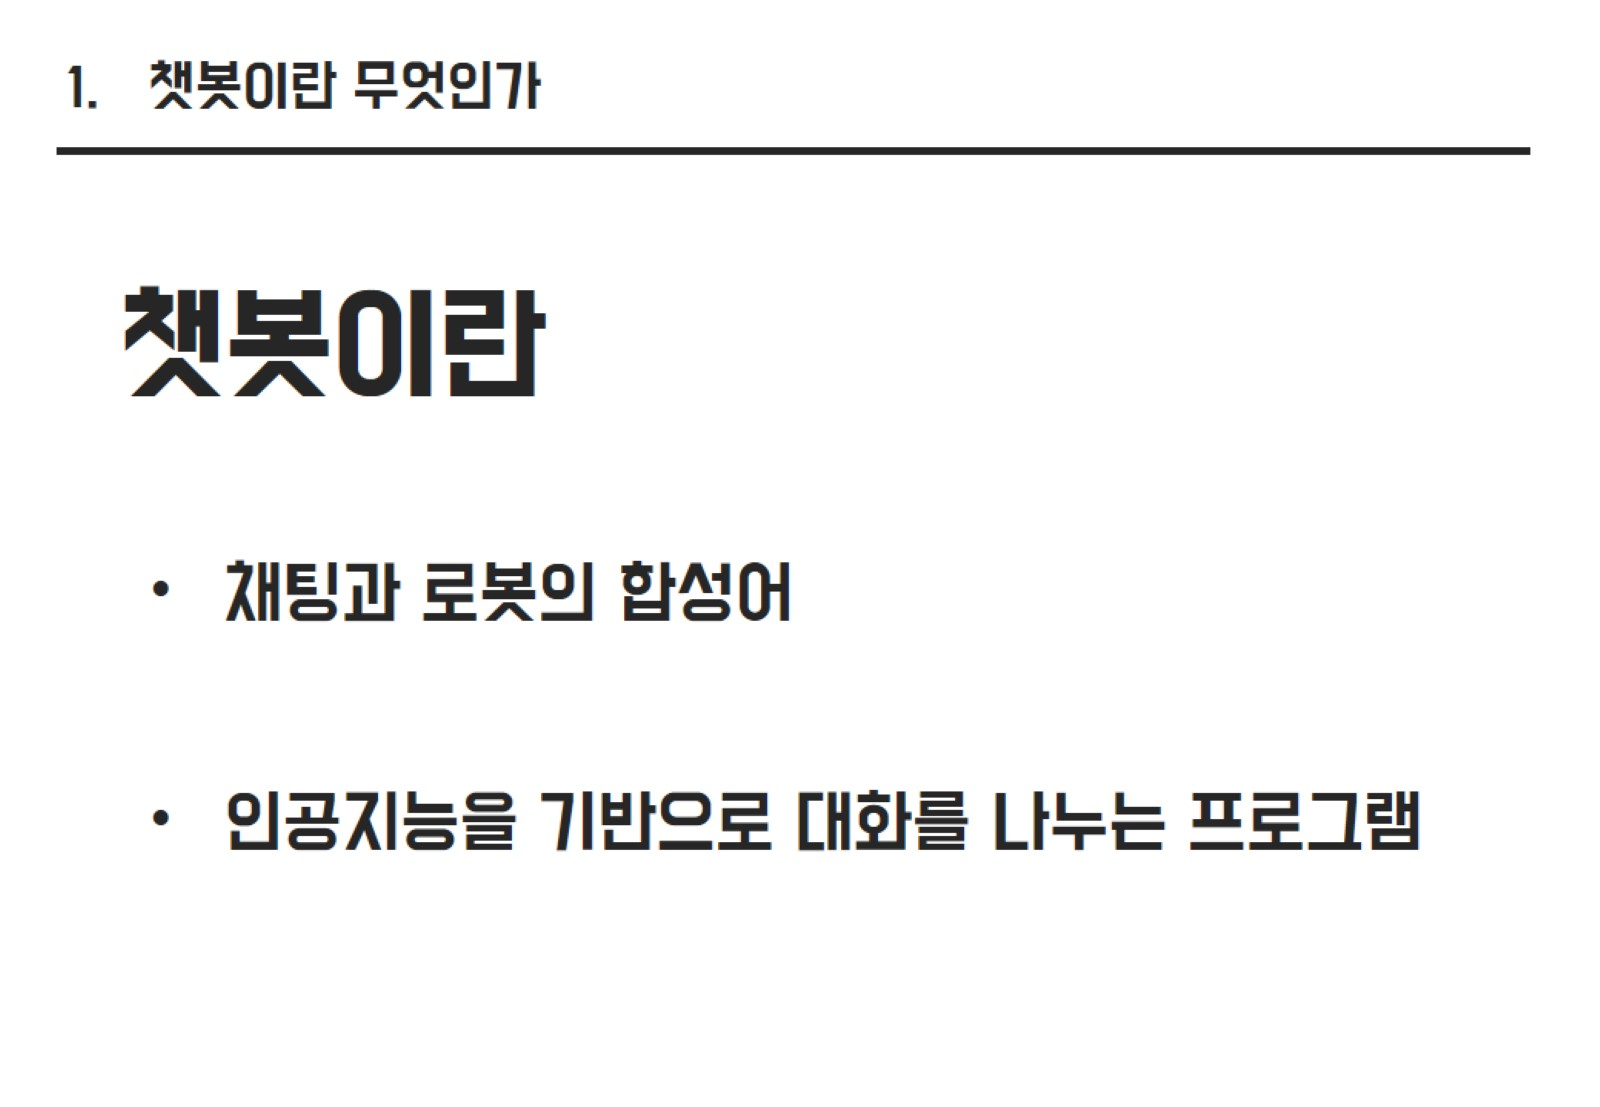 1. 챗봇이란 무엇인가
챗봇이란
• 채팅과 로봇의 합성어
• 인공지능을 기반으로 대화를 나누는 프로그램